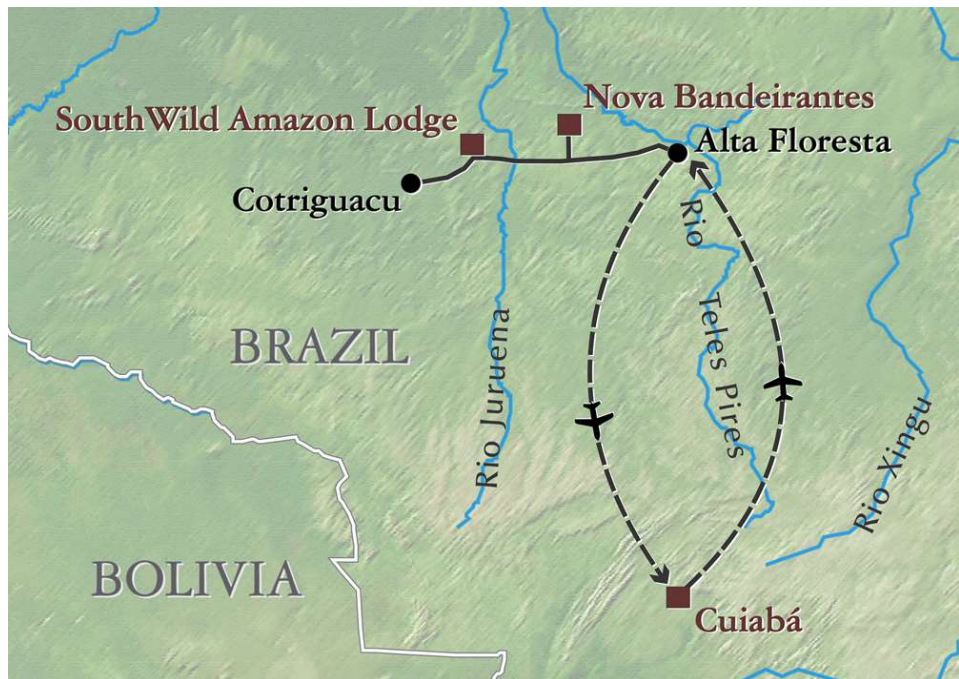 Nova Bandeirantes
SouthWild Amazon Lodge
Alta Floresta
Cotriguacu
Rio
Teles Pires
Rio Juruena
BRAZIL
Rio Xingu
BOLIVIA
Cuiabá